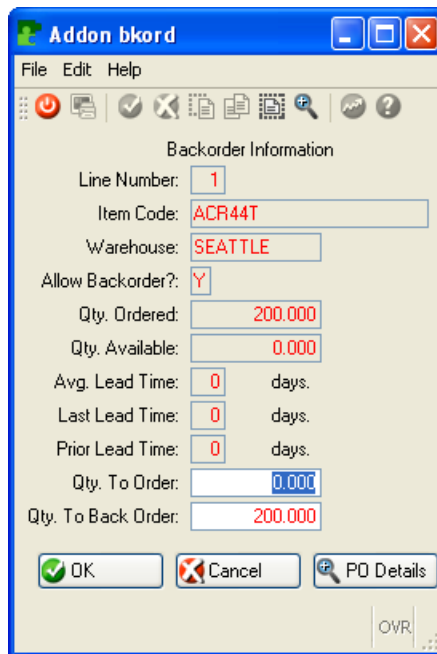 Addon bkord
File Edit Help
Backorder Information
Line Number: 1
Item Code: ACR44T
Warehouse: SEATTLE
Allow Backorder?: Y
Qty. Ordered: 200.000
Qty. Available: 0.000
Avg. Lead Time: 0 days.
Last Lead Time: 0 days.
Prior Lead Time: 0 days.
Qty. To Order: 0.000
Qty. To Back Order: 200.000
OK Cancel PO Details
OVR